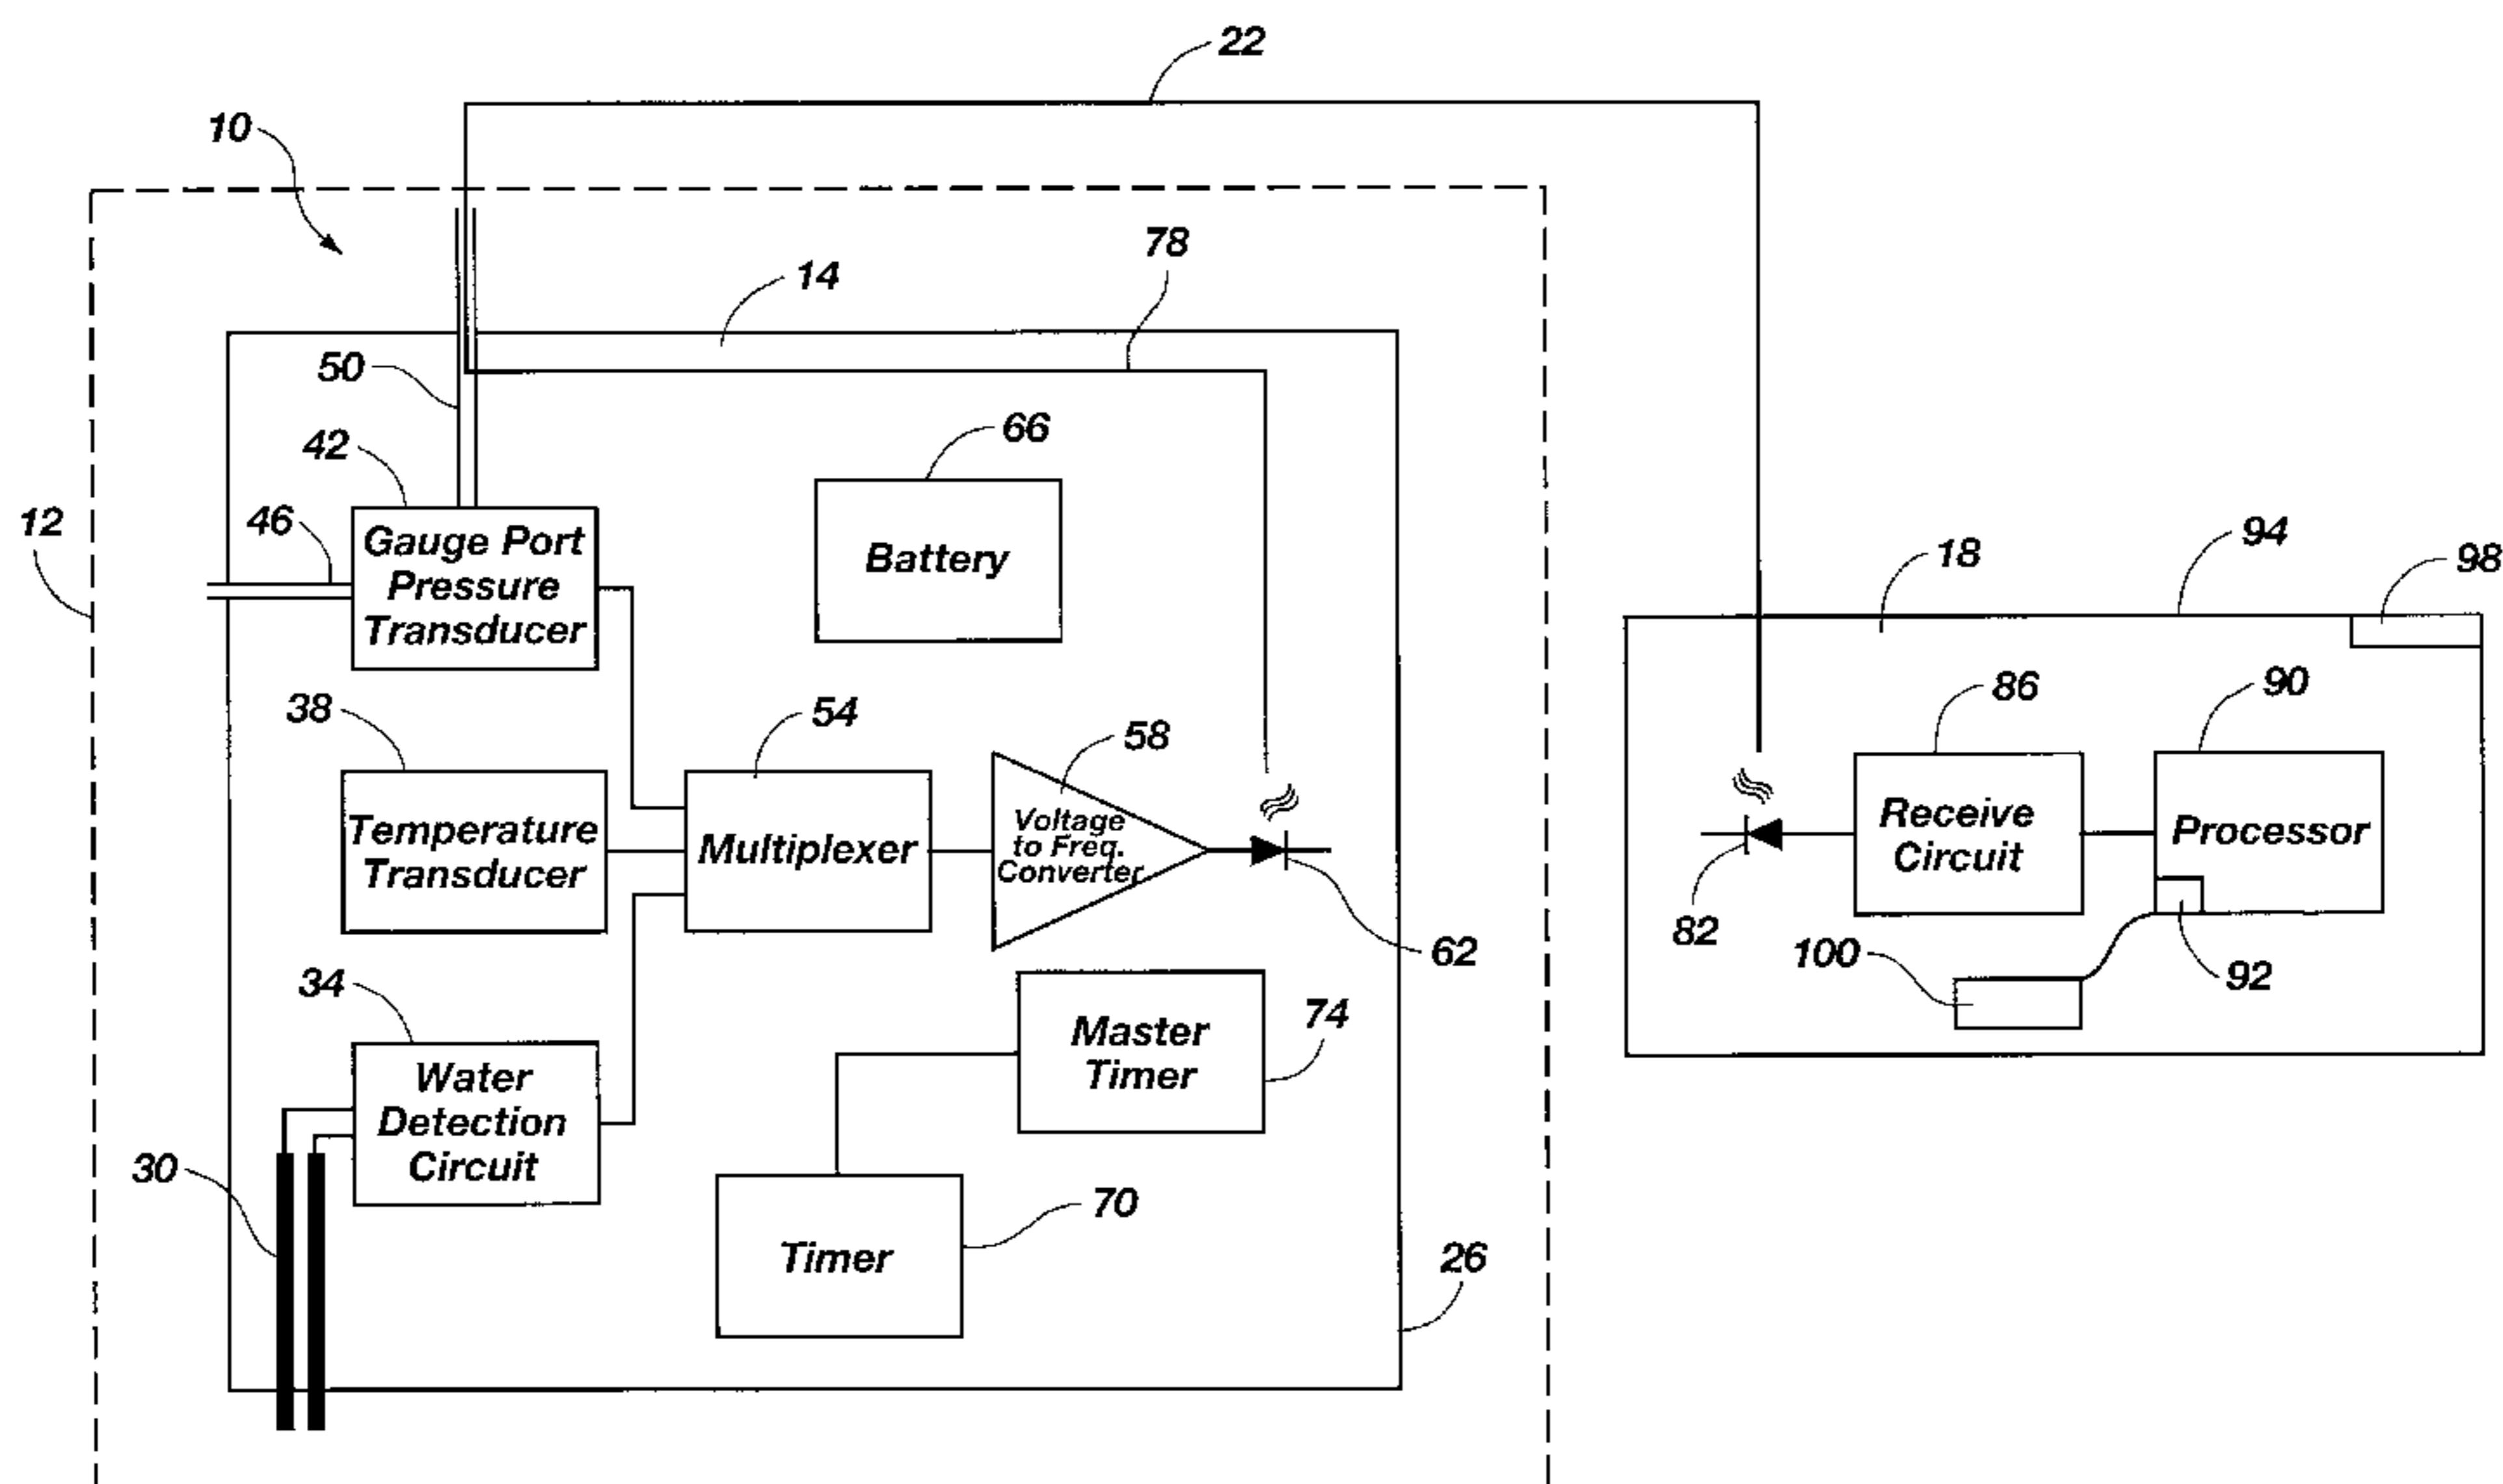 22
10
78
14
50
66
42
12
46
Gauge Port
Pressure
Transducer
Battery
94
18
98
38
54
58
86
90
Temperature
Transducer
Multiplexer
Voltage
to Freq.
Converter
Receive
Circuit
Processor
82
62
100
92
34
74
Master
Timer
Water
Detection
Circuit
30
70
Timer
26